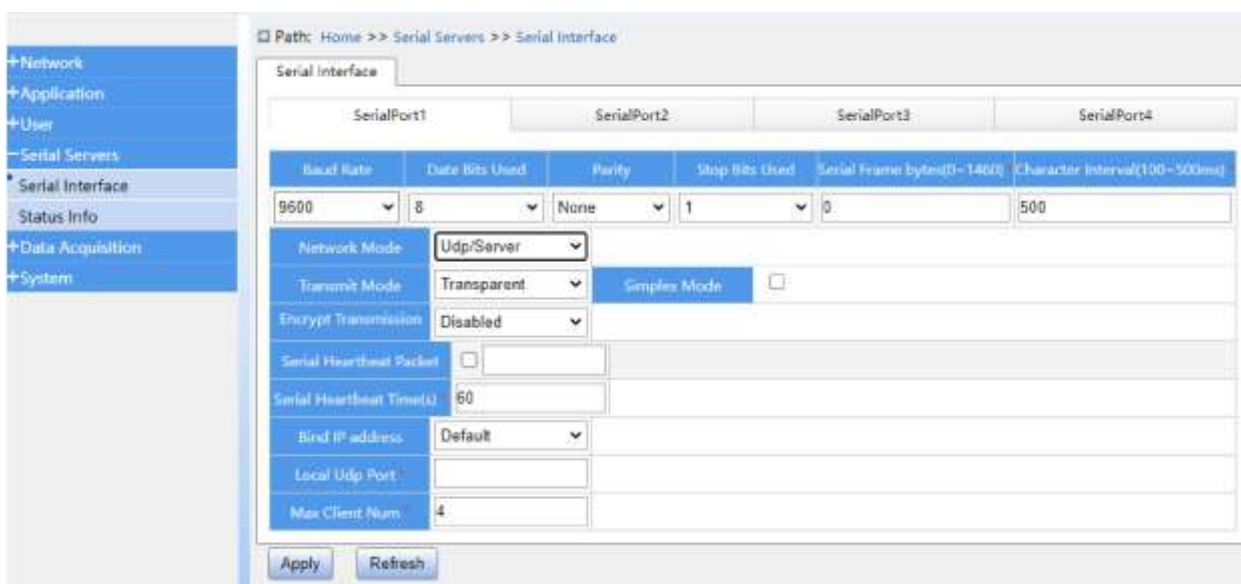 Path: Home >> Serial Servers >> Serial Interface
+Network
+Application
+User
−Serial Servers
Serial Interface
Status Info
+Data Acquisition
+System
Serial Interface
SerialPort1 SerialPort2 SerialPort3 SerialPort4
Baud Rate Date Bits Used Parity Stop Bits Used Serial Frame bytes(0~1460) Character Interval(100~500ms)
9600 8 None 1 0 500
Network Mode Udp/Server
Transmit Mode Transparent Simplex Mode
Encrypt Transmission Disabled
Serial Heartbeat Packet
Serial Heartbeat Time(s) * 60
Bind IP address Default
Local Udp Port *
Max Client Num * 4
Apply Refresh